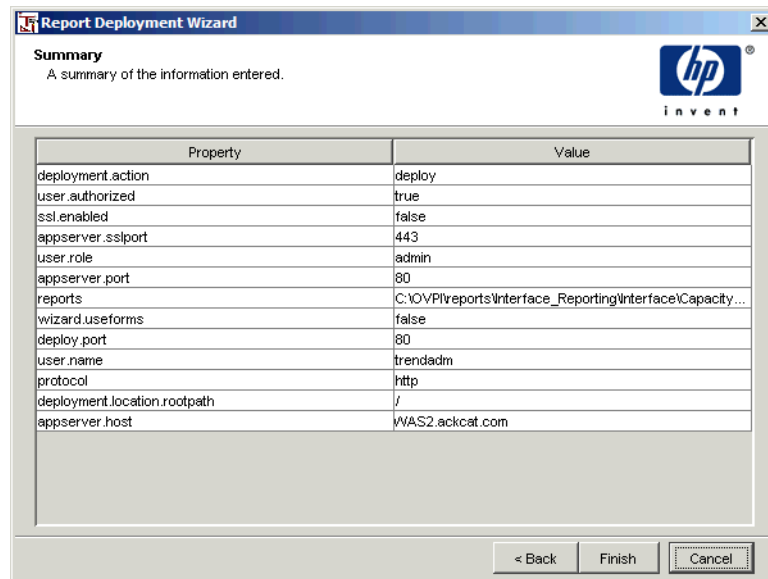 Report Deployment Wizard
Summary
A summary of the information entered.
hp
®
invent
Property Value
deployment.action deploy
user.authorized true
ssl.enabled false
appserver.sslport 443
user.role admin
appserver.port 80
reports C:\OVPI\reports\Interface_Reporting\Interface\Capacity...
wizard.useforms false
deploy.port 80
user.name trendadm
protocol http
deployment.location.rootpath /
appserver.host WAS2.ackcat.com
< Back Finish Cancel